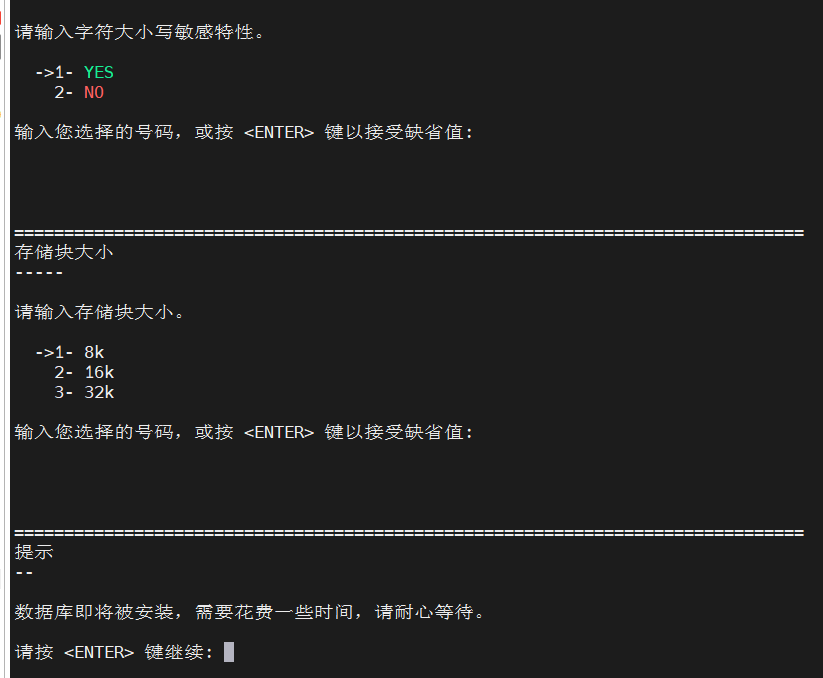 请输入字符大小写敏感特性。
->1- YES
2- NO
输入您选择的号码，或按 <ENTER> 键以接受缺省值:
===============================================================================
存储块大小
-----
请输入存储块大小。
->1- 8k
2- 16k
3- 32k
输入您选择的号码，或按 <ENTER> 键以接受缺省值:
===============================================================================
提示
--
数据库即将被安装，需要花费一些时间，请耐心等待。
请按 <ENTER> 键继续: